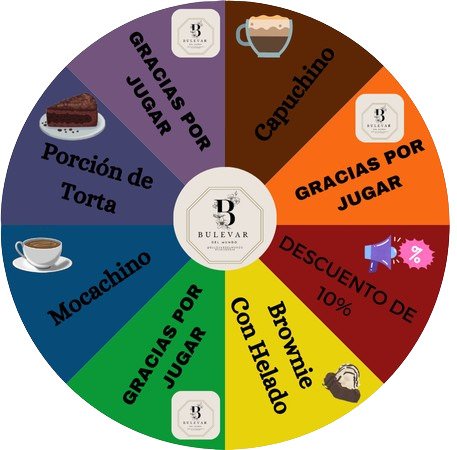 GRACIAS POR
JUGAR
B
BULEVAR
Capuchino
B
BULEVAR
GRACIAS POR
JUGAR
DESCUENTO DE
10%
%
Brownie
Con Helado
GRACIAS POR
JUGAR
B
BULEVAR
Mocachino
Porción de
Torta
B
BULEVAR
DEL MUNDO